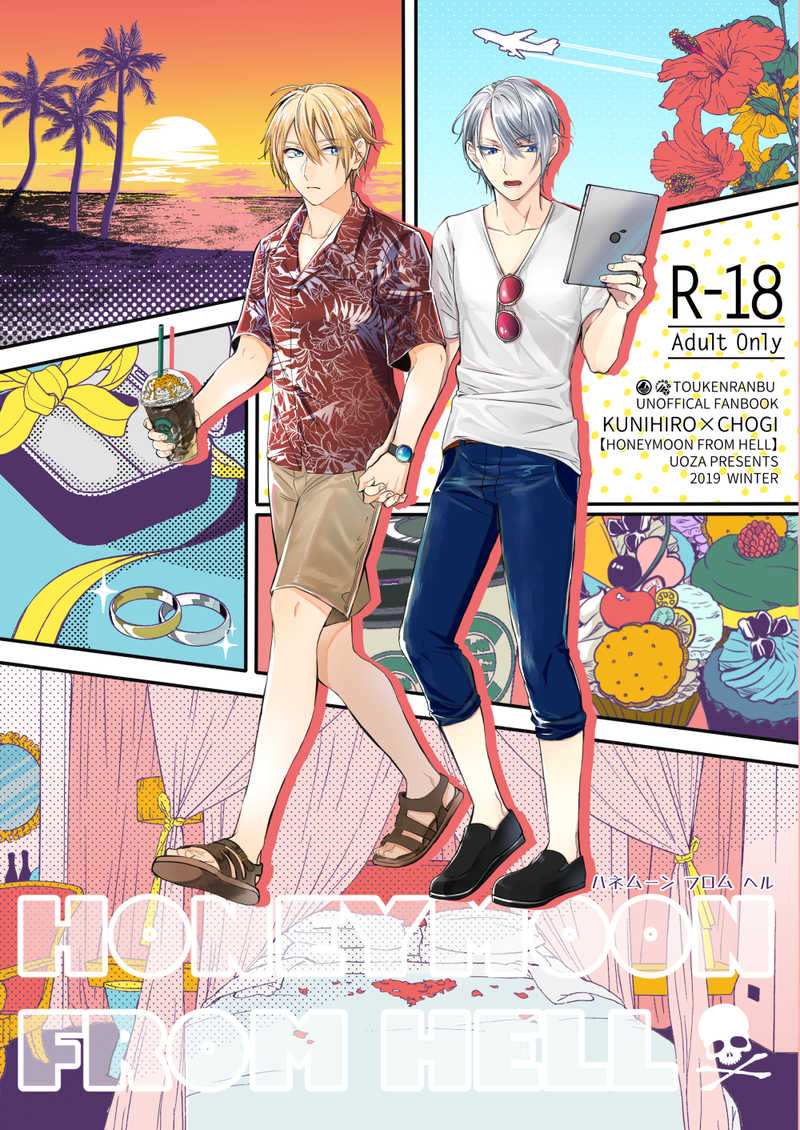 R-18
Adult Only
TOUKENRANBU
UNOFFICAL FANBOOK
KUNIHIRO×CHOGI
【HONEYMOON FROM HELL】
UOZA PRESENTS
2019 WINTER
ハネムーン フロム ヘル
HONEYMOON
FROM HELL